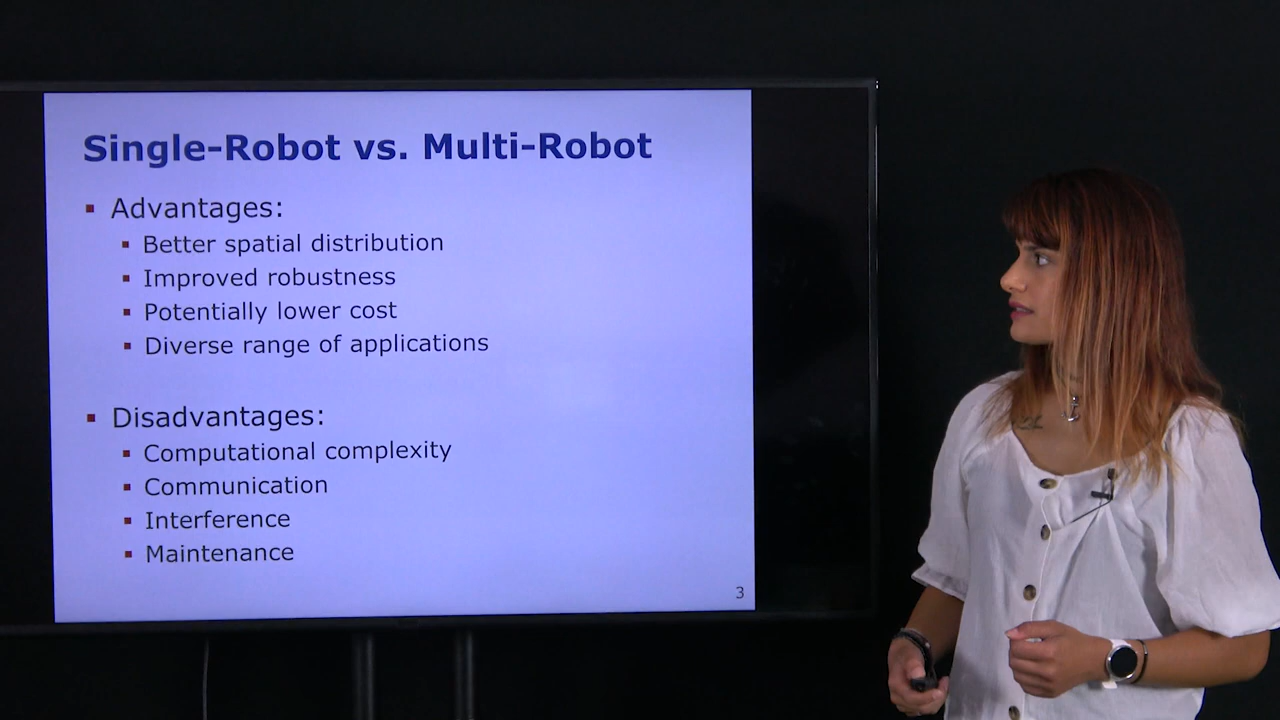 Single-Robot vs. Multi-Robot
Advantages:
Better spatial distribution
Improved robustness
Potentially lower cost
Diverse range of applications
Disadvantages:
Computational complexity
Communication
Interference
Maintenance
3